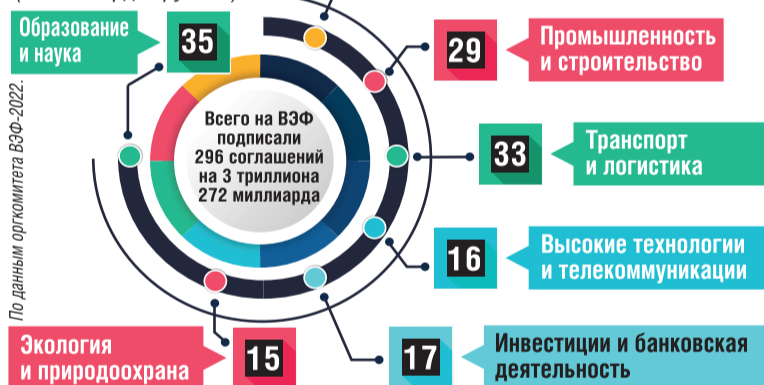 Образование
и наука
35
29
Промышленность
и строительство
Всего на ВЭФ
подписали
296 соглашений
на 3 триллиона
272 миллиарда
33
Транспорт
и логистика
16
Высокие технологии
и телекоммуникации
Экология
и природоохрана
15
17
Инвестиции и банковская
деятельность
По данным оргкомитета ВЭФ-2022.